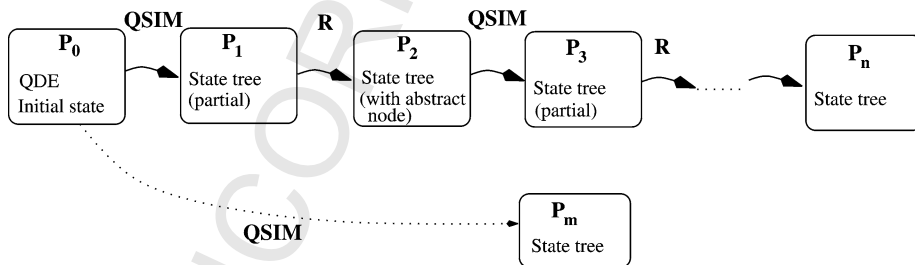 QSIM
R
QSIM
P0
P1
P2
P3
R
Pn
QDE
Initial state
State tree
(partial)
State tree
(with abstract
node)
State tree
(partial)
......
State tree
QSIM
Pm
State tree